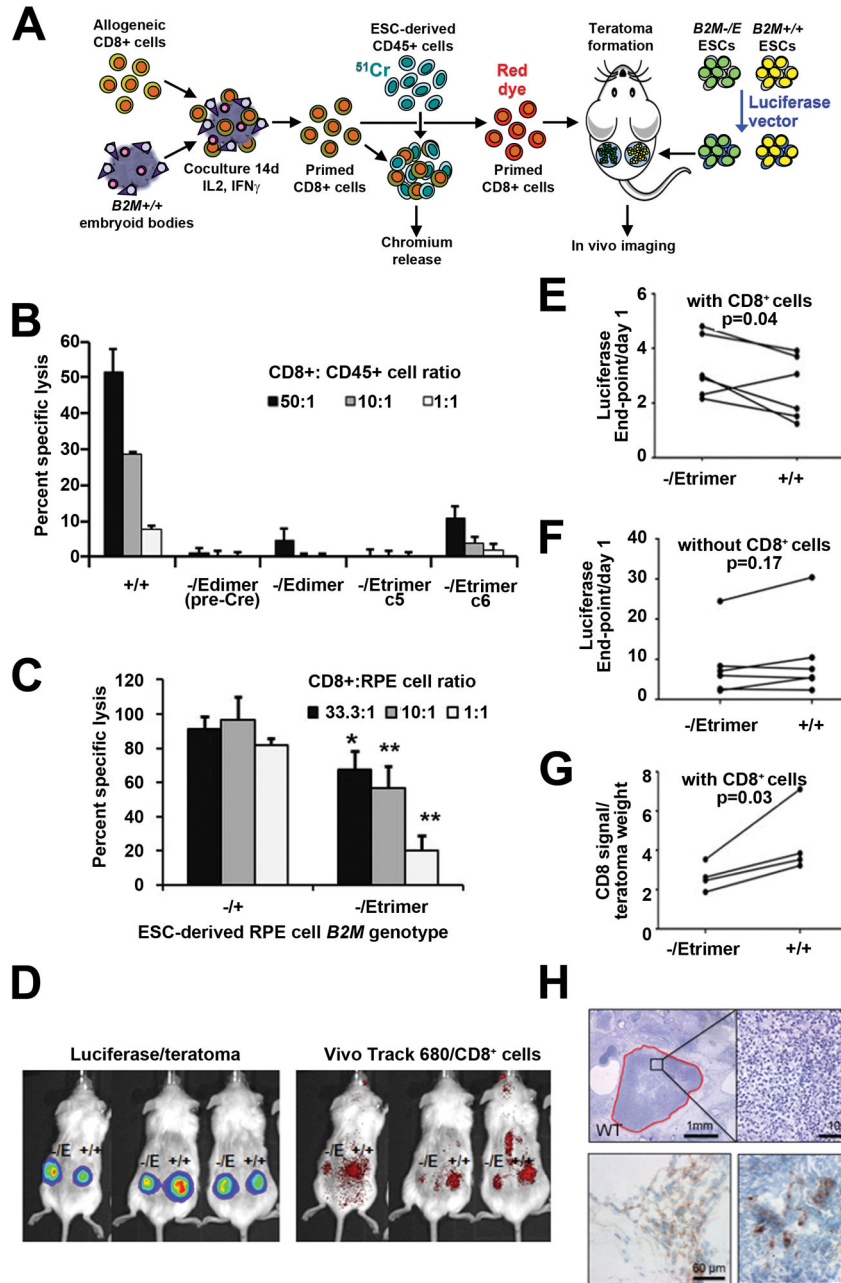 A
Allogeneic
CD8+ cells
B2M+/+
embryoid bodies
Coculture 14d
IL2, IFNγ
Primed
CD8+ cells
ESC-derived
CD45+ cells
51Cr
Chromium
release
Red
dye
Primed
CD8+ cells
Teratoma
formation
In vivo imaging
B2M-/E
ESCs
B2M+/+
ESCs
Luciferase
vector
B
Percent specific lysis
60
50
40
30
20
10
0
CD8+: CD45+ cell ratio
50:1 10:1 1:1
+/+
-/Edimer
(pre-Cre)
-/Edimer
-/Etrimer
c5
-/Etrimer
c6
C
Percent specific lysis
120
100
80
60
40
20
0
CD8+:RPE cell ratio
33.3:1 10:1 1:1
* ** **
-/+ -/Etrimer
ESC-derived RPE cell B2M genotype
D
Luciferase/teratoma
-/E +/+
-/E +/+
-/E +/+
Vivo Track 680/CD8+ cells
-/E +/+
-/E +/+
-/E +/+
E
Luciferase
End-point/day 1
6
4
2
0
with CD8+ cells
p=0.04
-/Etrimer +/+
F
Luciferase
End-point/day 1
40
30
20
10
0
without CD8+ cells
p=0.17
-/Etrimer +/+
G
CD8 signal/
teratoma weight
8
6
4
2
0
with CD8+ cells
p=0.03
-/Etrimer +/+
H
WT
1mm
60 μm